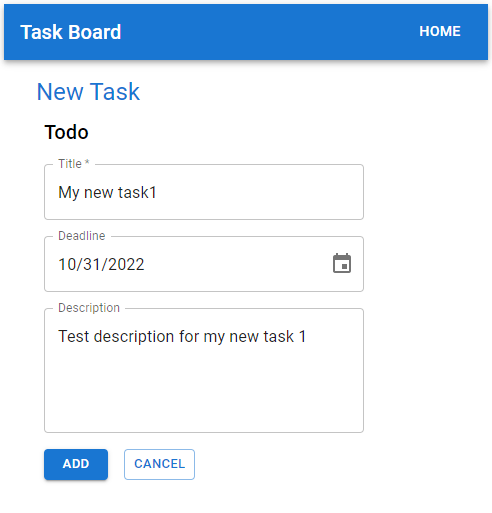 Task Board HOME
New Task
Todo
Title *
My new task1
Deadline
10/31/2022
Description
Test description for my new task 1
ADD CANCEL